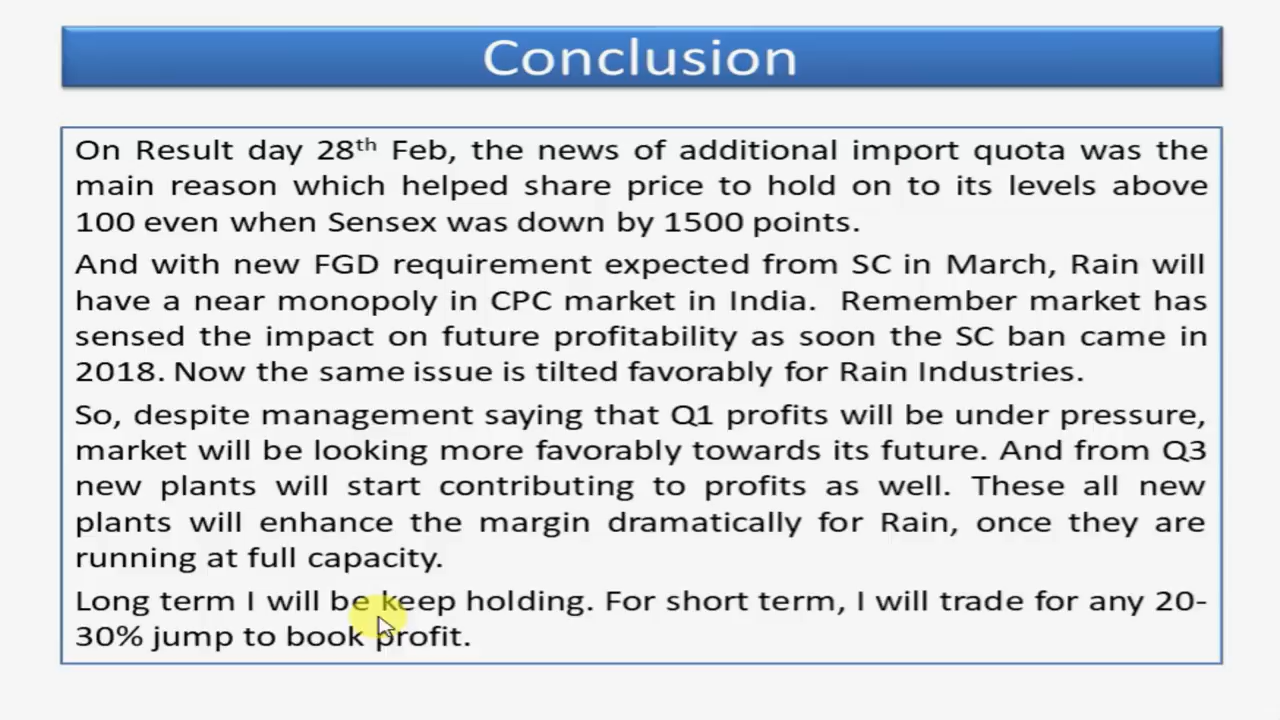 Conclusion
On Result day 28th Feb, the news of additional import quota was the
main reason which helped share price to hold on to its levels above
100 even when Sensex was down by 1500 points.
And with new FGD requirement expected from SC in March, Rain will
have a near monopoly in CPC market in India. Remember market has
sensed the impact on future profitability as soon the SC ban came in
2018. Now the same issue is tilted favorably for Rain Industries.
So, despite management saying that Q1 profits will be under pressure,
market will be looking more favorably towards its future. And from Q3
new plants will start contributing to profits as well. These all new
plants will enhance the margin dramatically for Rain, once they are
running at full capacity.
Long term I will be keep holding. For short term, I will trade for any 20-
30% jump to book profit.